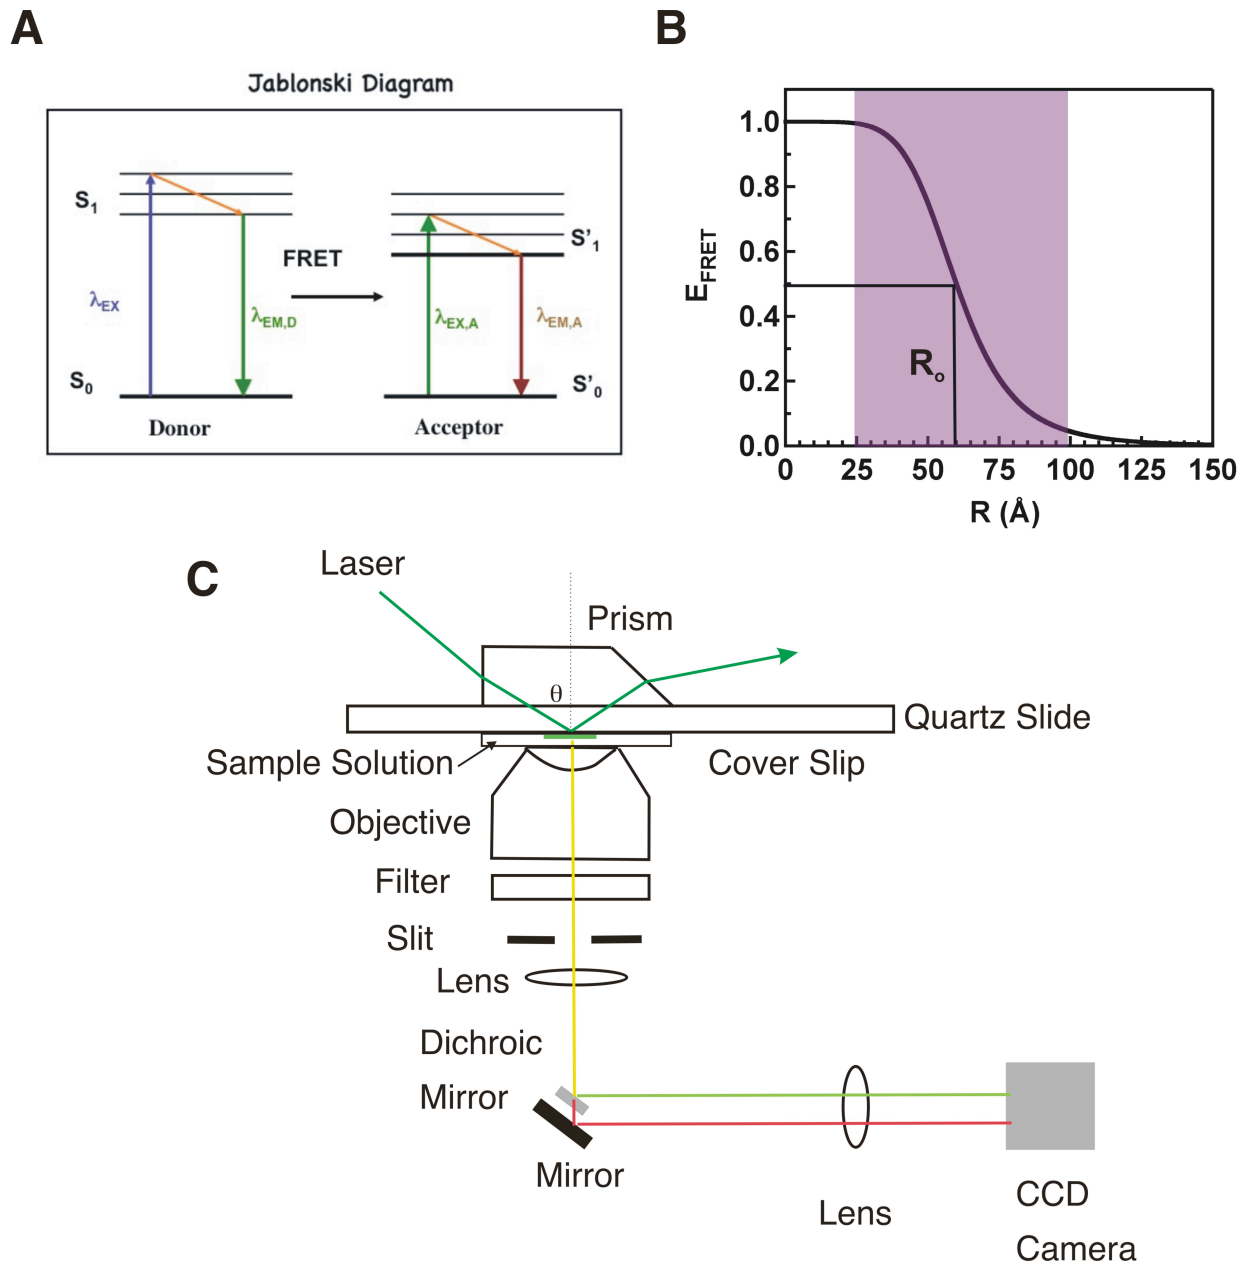 A
Jablonski Diagram
S1
λEX
S0
Donor
λEM,D
FRET
λEX,A
λEM,A
S'1
S'0
Acceptor
B
EFRET
1.0
0.8
0.6
0.4
0.2
0.0
Ro
0 25 50 75 100 125 150
R (Å)
C
Laser
Prism
θ
Quartz Slide
Sample Solution
Cover Slip
Objective
Filter
Slit
Lens
Dichroic
Mirror
Mirror
Lens
CCD
Camera